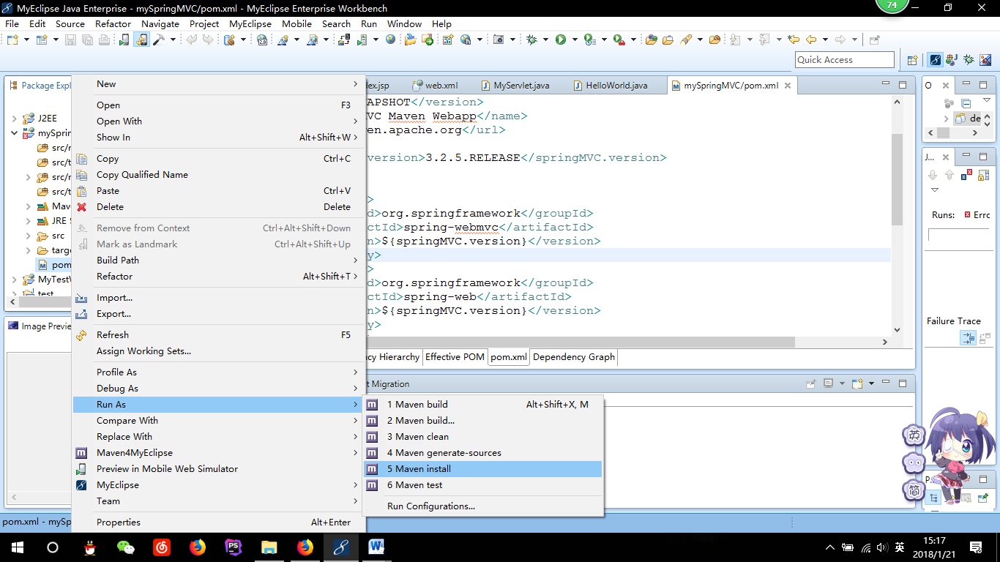 MyEclipse Java Enterprise - mySpringMVC/pom.xml - MyEclipse Enterprise Workbench
74
File Edit Source Refactor Navigate Project MyEclipse Mobile Search Run Window Help
Quick Access
Package Expl
J2EE
mySprin
src/r
src/t
src/r
src/t
Mave
JRE S
src
targe
pom
MyTestW
test
Image Previe
New
Open F3
Open With
Show In Alt+Shift+W
Copy Ctrl+C
Copy Qualified Name
Paste Ctrl+V
Delete Delete
Remove from Context Ctrl+Alt+Shift+Down
Mark as Landmark Ctrl+Alt+Shift+Up
Build Path
Refactor Alt+Shift+T
Import...
Export...
Refresh F5
Assign Working Sets...
Profile As
Debug As
Run As
Compare With
Replace With
Maven4MyEclipse
Preview in Mobile Web Simulator
MyEclipse
Team
Properties Alt+Enter
1 Maven build Alt+Shift+X, M
2 Maven build...
3 Maven clean
4 Maven generate-sources
5 Maven install
6 Maven test
Run Configurations...
dex.jsp web.xml MyServlet.java HelloWorld.java mySpringMVC/pom.xml
APSHOT</version>
VC Maven Webapp</name>
en.apache.org</url>
version>3.2.5.RELEASE</springMVC.version>
>
d>org.springframework</groupId>
ctId>spring-webmvc</artifactId>
n>${springMVC.version}</version>
y>
>
d>org.springframework</groupId>
ctId>spring-web</artifactId>
n>${springMVC.version}</version>
y>
cy Hierarchy Effective POM pom.xml Dependency Graph
t Migration
O
de
J...
Runs: Errc
Failure Trace
P
英
简
pom.xml - mySp
英
15:17
2018/1/21